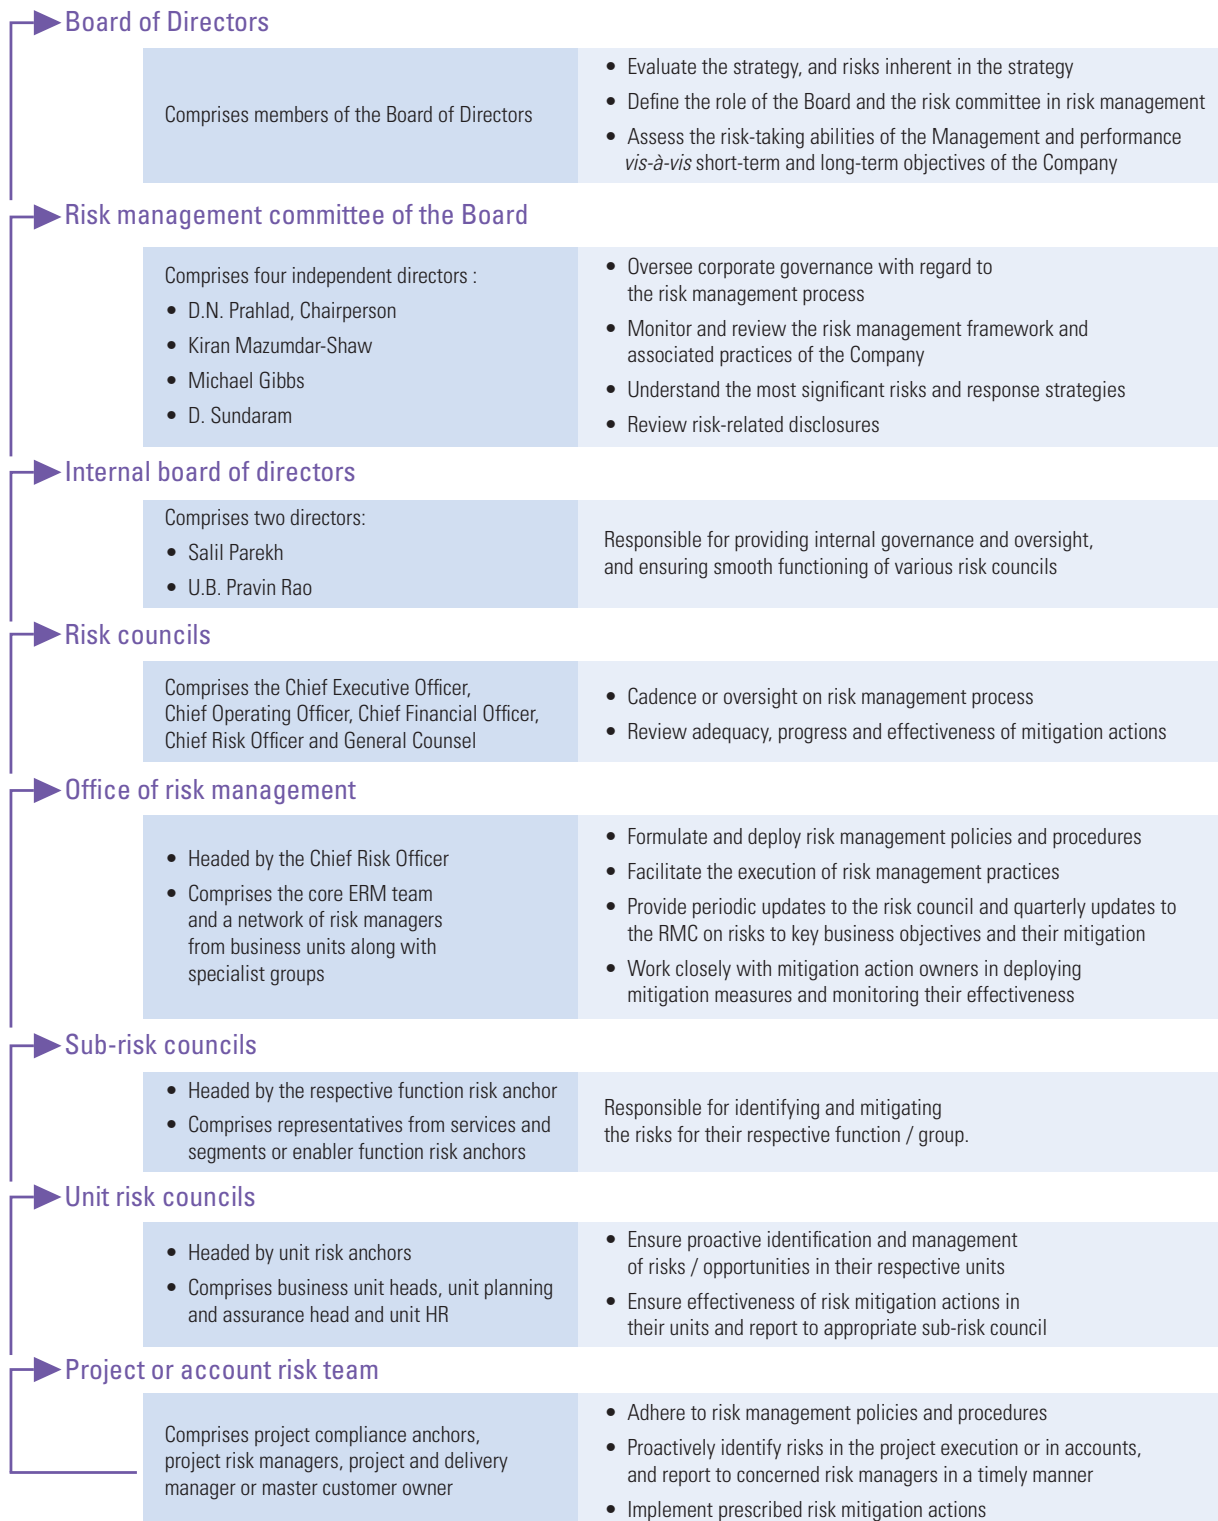 Board of Directors
Comprises members of the Board of Directors
• Evaluate the strategy, and risks inherent in the strategy
• Define the role of the Board and the risk committee in risk management
• Assess the risk-taking abilities of the Management and performance
vis-à-vis short-term and long-term objectives of the Company
Risk management committee of the Board
Comprises four independent directors :
• D.N. Prahlad, Chairperson
• Kiran Mazumdar-Shaw
• Michael Gibbs
• D. Sundaram
• Oversee corporate governance with regard to
the risk management process
• Monitor and review the risk management framework and
associated practices of the Company
• Understand the most significant risks and response strategies
• Review risk-related disclosures
Internal board of directors
Comprises two directors:
• Salil Parekh
• U.B. Pravin Rao
Responsible for providing internal governance and oversight,
and ensuring smooth functioning of various risk councils
Risk councils
Comprises the Chief Executive Officer,
Chief Operating Officer, Chief Financial Officer,
Chief Risk Officer and General Counsel
• Cadence or oversight on risk management process
• Review adequacy, progress and effectiveness of mitigation actions
Office of risk management
• Headed by the Chief Risk Officer
• Comprises the core ERM team
and a network of risk managers
from business units along with
specialist groups
• Formulate and deploy risk management policies and procedures
• Facilitate the execution of risk management practices
• Provide periodic updates to the risk council and quarterly updates to
the RMC on risks to key business objectives and their mitigation
• Work closely with mitigation action owners in deploying
mitigation measures and monitoring their effectiveness
Sub-risk councils
• Headed by the respective function risk anchor
• Comprises representatives from services and
segments or enabler function risk anchors
Responsible for identifying and mitigating
the risks for their respective function / group.
Unit risk councils
• Headed by unit risk anchors
• Comprises business unit heads, unit planning
and assurance head and unit HR
• Ensure proactive identification and management
of risks / opportunities in their respective units
• Ensure effectiveness of risk mitigation actions in
their units and report to appropriate sub-risk council
Project or account risk team
Comprises project compliance anchors,
project risk managers, project and delivery
manager or master customer owner
• Adhere to risk management policies and procedures
• Proactively identify risks in the project execution or in accounts,
and report to concerned risk managers in a timely manner
• Implement prescribed risk mitigation actions